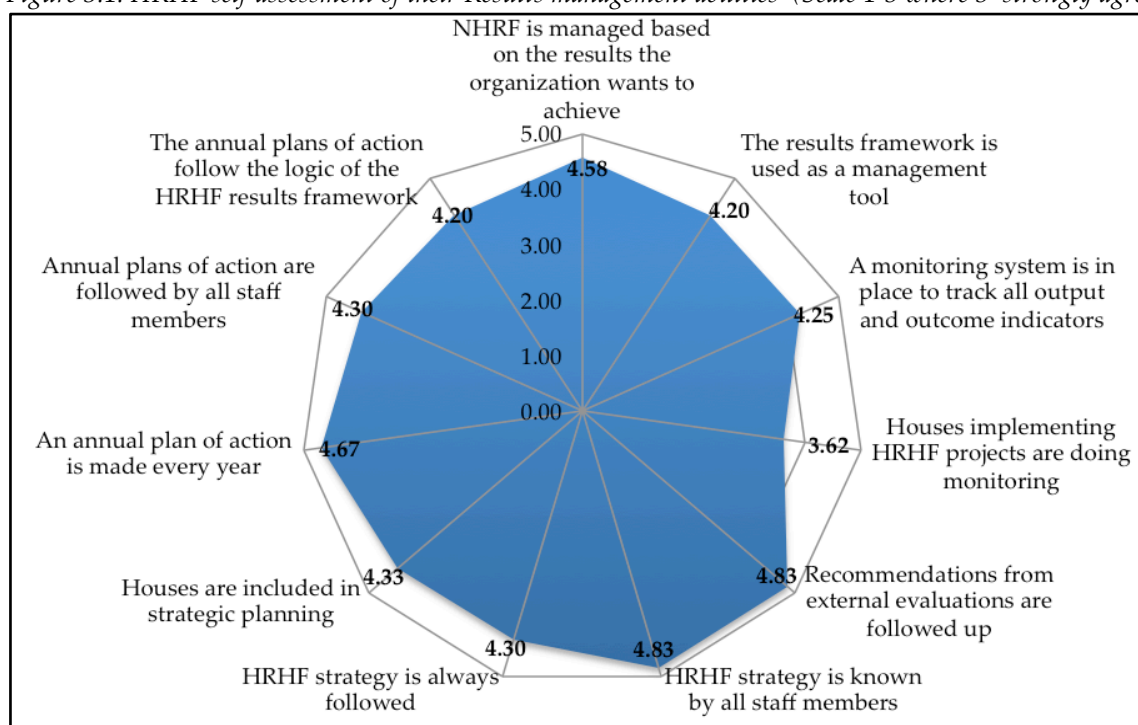 Figure 3.1. HRHF self-assessment of their Results management abilities (Scale 1-5 where 5=strongly agre
NHRF is managed based
on the results the
organization wants to
achieve
The results framework is
used as a management
tool
A monitoring system is in
place to track all output
and outcome indicators
Houses implementing
HRHF projects are doing
monitoring
Recommendations from
external evaluations are
followed up
HRHF strategy is known
by all staff members
HRHF strategy is always
followed
Houses are included in
strategic planning
An annual plan of action
is made every year
Annual plans of action are
followed by all staff
members
The annual plans of action
follow the logic of the
HRHF results framework
5.00
4.00
3.00
2.00
1.00
0.00
4.58
4.20
4.25
3.62
4.83
4.83
4.30
4.33
4.67
4.30
4.20